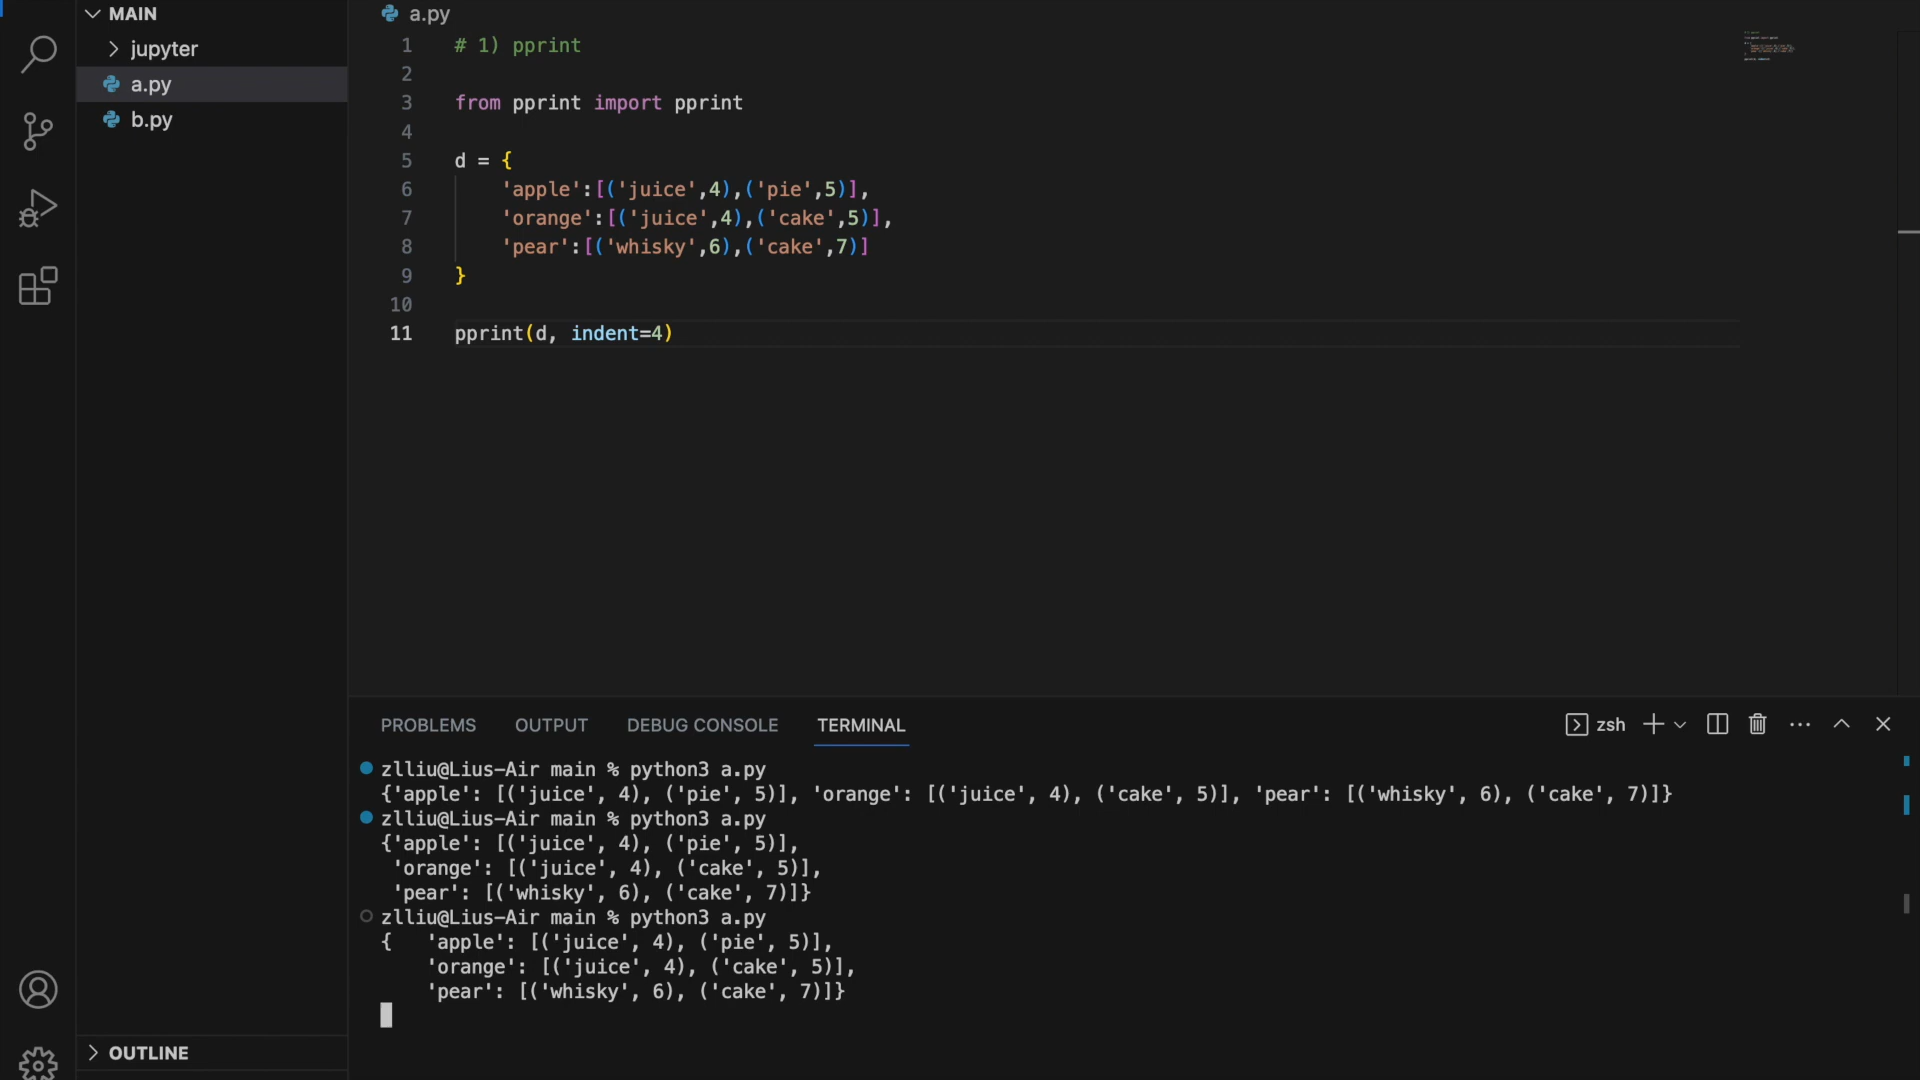 MAIN
jupyter
a.py
b.py
OUTLINE
a.py
1 # 1) pprint
2
3 from pprint import pprint
4
5 d = {
6 'apple':[('juice',4),('pie',5)],
7 'orange':[('juice',4),('cake',5)],
8 'pear':[('whisky',6),('cake',7)]
9 }
10
11 pprint(d, indent=4)
PROBLEMS OUTPUT DEBUG CONSOLE TERMINAL zsh
zlliu@Lius-Air main % python3 a.py
{'apple': [('juice', 4), ('pie', 5)], 'orange': [('juice', 4), ('cake', 5)], 'pear': [('whisky', 6), ('cake', 7)]}
zlliu@Lius-Air main % python3 a.py
{'apple': [('juice', 4), ('pie', 5)],
 'orange': [('juice', 4), ('cake', 5)],
 'pear': [('whisky', 6), ('cake', 7)]}
zlliu@Lius-Air main % python3 a.py
{   'apple': [('juice', 4), ('pie', 5)],
    'orange': [('juice', 4), ('cake', 5)],
    'pear': [('whisky', 6), ('cake', 7)]}